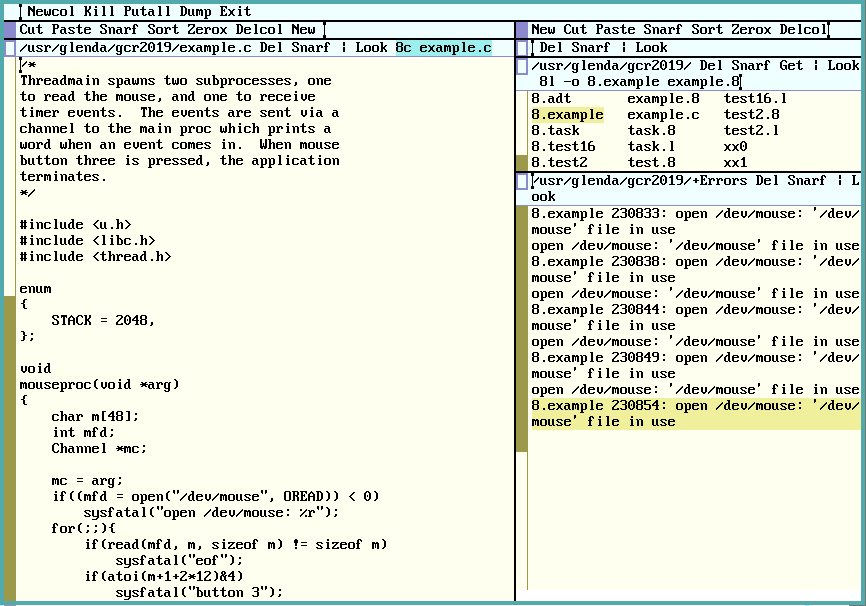 Newcol Kill Putall Dump Exit
Cut Paste Snarf Sort Zerox Delcol New
/usr/glenda/gcr2019/example.c Del Snarf | Look 8c example.c
/*
Threadmain spawns two subprocesses, one
to read the mouse, and one to receive
timer events.  The events are sent via a
channel to the main proc which prints a
word when an event comes in.  When mouse
button three is pressed, the application
terminates.
*/
#include <u.h>
#include <libc.h>
#include <thread.h>
enum
{
    STACK = 2048,
};
void
mouseproc(void *arg)
{
    char m[48];
    int mfd;
    Channel *mc;
    mc = arg;
    if((mfd = open("/dev/mouse", OREAD)) < 0)
        sysfatal("open /dev/mouse: %r");
    for(;;){
        if(read(mfd, m, sizeof m) != sizeof m)
            sysfatal("eof");
        if(atoi(m+1+2*12)&4)
            sysfatal("button 3");
New Cut Paste Snarf Sort Zerox Delcol
Del Snarf | Look
/usr/glenda/gcr2019/ Del Snarf Get | Look
8l -o 8.example example.8
8.adt example.8 test16.l
8.example example.c test2.8
8.task task.8 test2.l
8.test16 task.l xx0
8.test2 test.8 xx1
/usr/glenda/gcr2019/+Errors Del Snarf | L
ook
8.example 230833: open /dev/mouse: '/dev/
mouse' file in use
open /dev/mouse: '/dev/mouse' file in use
8.example 230838: open /dev/mouse: '/dev/
mouse' file in use
open /dev/mouse: '/dev/mouse' file in use
8.example 230844: open /dev/mouse: '/dev/
mouse' file in use
open /dev/mouse: '/dev/mouse' file in use
8.example 230849: open /dev/mouse: '/dev/
mouse' file in use
open /dev/mouse: '/dev/mouse' file in use
8.example 230854: open /dev/mouse: '/dev/
mouse' file in use